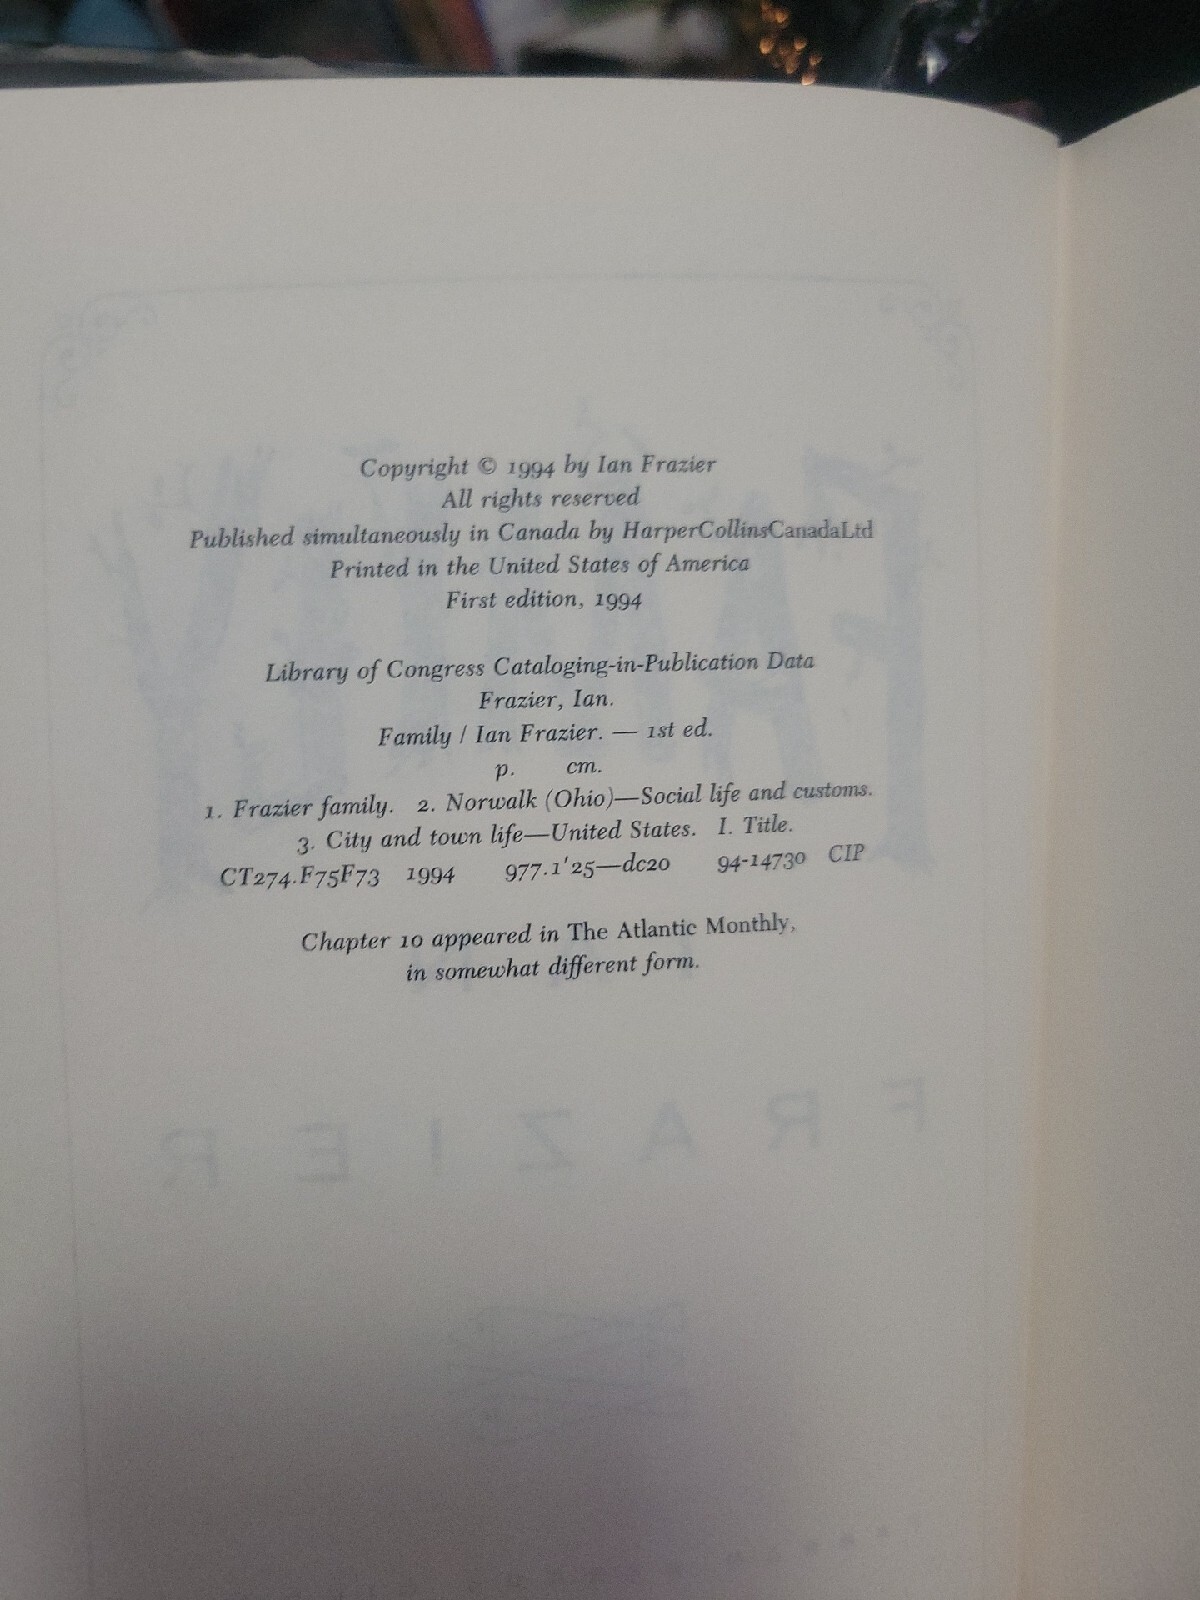 Copyright © 1994 by Ian Frazier
All rights reserved
Published simultaneously in Canada by HarperCollinsCanadaLtd
Printed in the United States of America
First edition, 1994
Library of Congress Cataloging-in-Publication Data
Frazier, Ian.
Family / Ian Frazier. — 1st ed.
p. cm.
1. Frazier family. 2. Norwalk (Ohio)—Social life and customs.
3. City and town life—United States. I. Title.
CT274.F75F73 1994 977.1'25—dc20 94-14730 CIP
Chapter 10 appeared in The Atlantic Monthly,
in somewhat different form.
FAMILY
FRAZIER